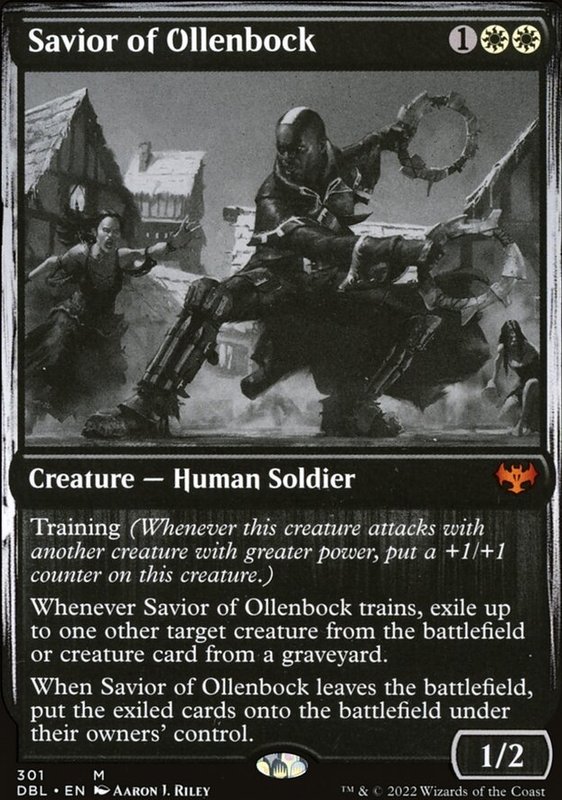 Savior of Ollenbock 1
Creature — Human Soldier
Training (Whenever this creature attacks with
another creature with greater power, put a +1/+1
counter on this creature.)
Whenever Savior of Ollenbock trains, exile up
to one other target creature from the battlefield
or creature card from a graveyard.
When Savior of Ollenbock leaves the battlefield,
put the exiled cards onto the battlefield under
their owners' control.
1/2
301 M
DBL • EN Aaron J. Riley ™ & © 2022 Wizards of the Coast